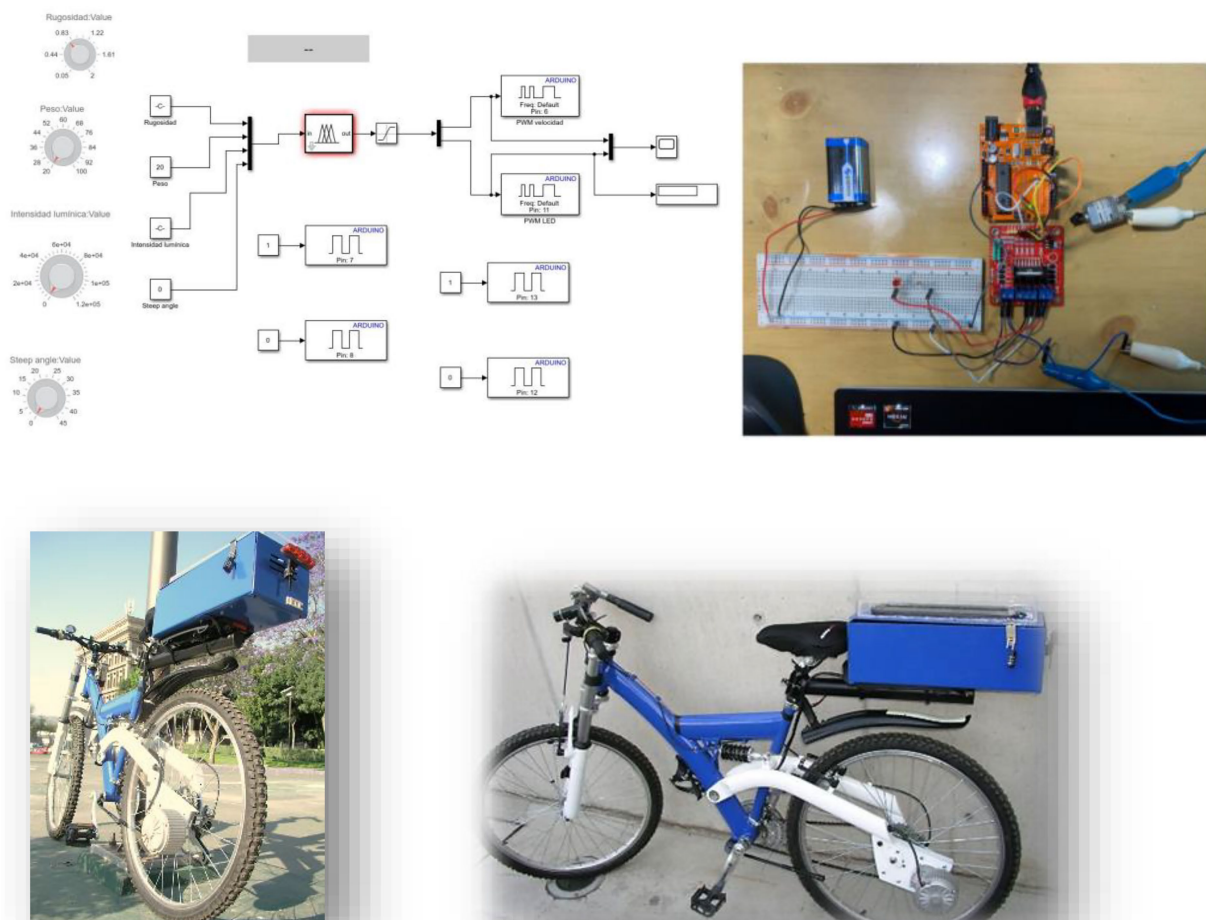 Rugosidad:Value
0.83 1.22
0.44 1.61
0.05 2
--
Peso:Value
52 60 68
44 76
36 84
28 92
20 100
Intensidad lumínica:Value
6e+04
4e+04 8e+04
2e+04 1e+05
0 1.2e+05
Steep angle:Value
20 25
15 30
10 35
5 40
0 45
-C-
Rugosidad
20
Peso
-C-
Intensidad lumínica
0
Steep angle
in out
ARDUINO
Freq: Default
Pin: 6
PWM velocidad
ARDUINO
Freq: Default
Pin: 11
PWM LED
1
ARDUINO
Pin: 7
0
ARDUINO
Pin: 8
1
ARDUINO
Pin: 13
0
ARDUINO
Pin: 12